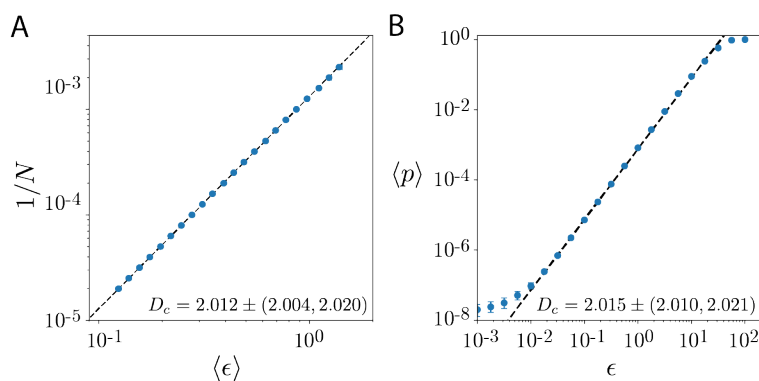 A
B
1/N
10^{-3}
10^{-4}
10^{-5}
D_c = 2.012 ± (2.004, 2.020)
10^{-1}
10^{0}
⟨ϵ⟩
⟨p⟩
10^{0}
10^{-2}
10^{-4}
10^{-6}
10^{-8}
D_c = 2.015 ± (2.010, 2.021)
10^{-3}
10^{-2}
10^{-1}
10^{0}
10^{1}
10^{2}
ϵ